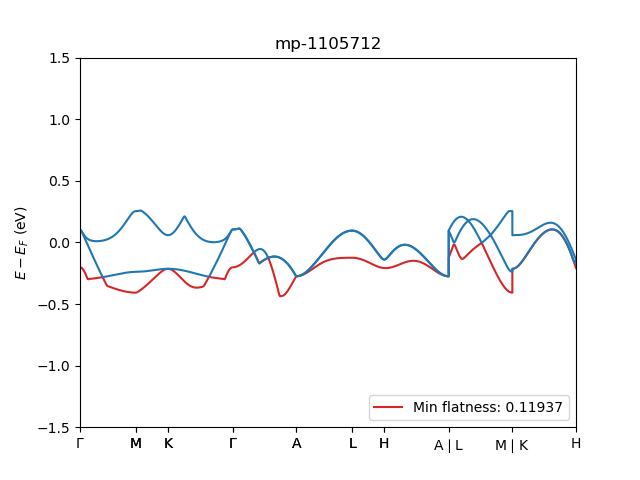 mp-1105712
1.5
1.0
0.5
0.0
−0.5
−1.0
−1.5
E − E_F (eV)
Min flatness: 0.11937
Γ M K Γ A L H A | L M | K H